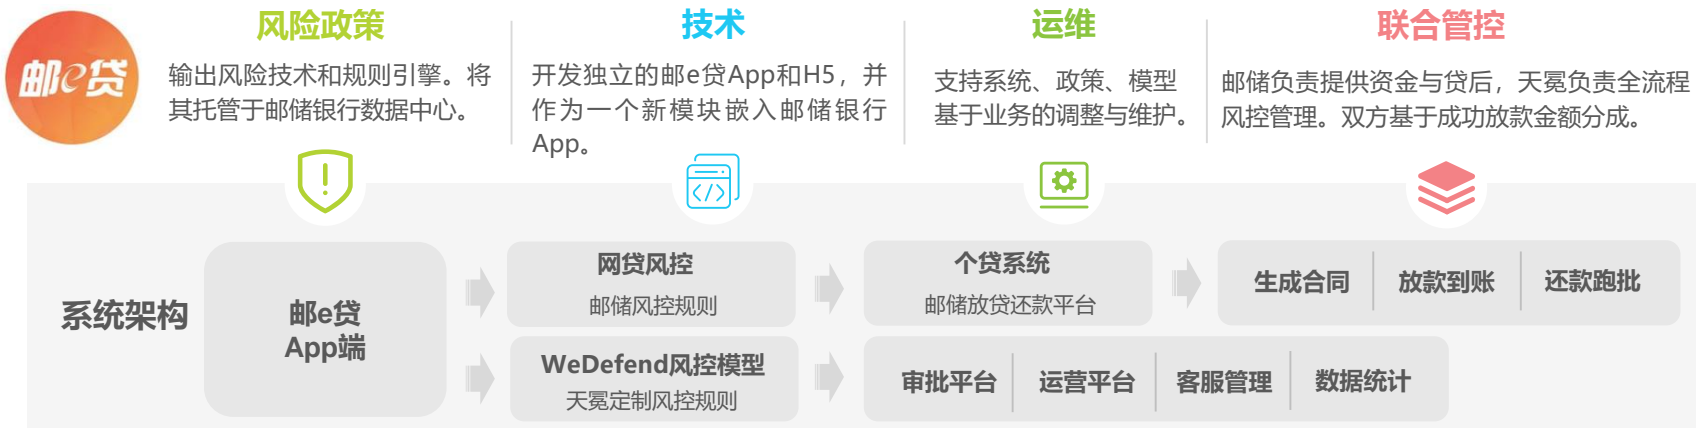 邮e贷
风险政策
输出风险技术和规则引擎。将
其托管于邮储银行数据中心。
技术
开发独立的邮e贷App和H5，并
作为一个新模块嵌入邮储银行
App。
运维
支持系统、政策、模型
基于业务的调整与维护。
联合管控
邮储负责提供资金与贷后，天冕负责全流程
风控管理。双方基于成功放款金额分成。
系统架构
邮e贷
App端
网贷风控
邮储风控规则
个贷系统
邮储放贷还款平台
生成合同
放款到账
还款跑批
WeDefend风控模型
天冕定制风控规则
审批平台
运营平台
客服管理
数据统计